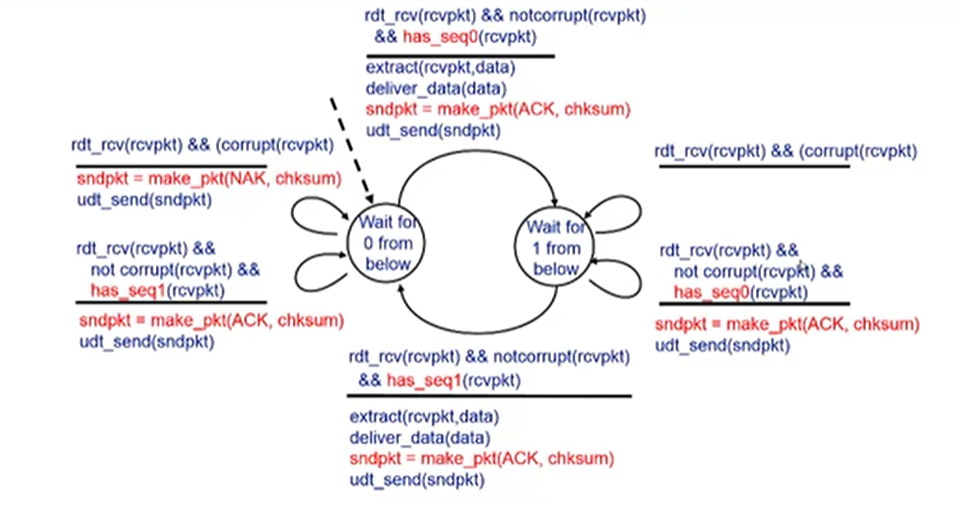 rdt_rcv(rcvpkt) && notcorrupt(rcvpkt)
&& has_seq0(rcvpkt)
extract(rcvpkt,data)
deliver_data(data)
sndpkt = make_pkt(ACK, chksum)
udt_send(sndpkt)
rdt_rcv(rcvpkt) && (corrupt(rcvpkt)
sndpkt = make_pkt(NAK, chksum)
udt_send(sndpkt)
rdt_rcv(rcvpkt) &&
not corrupt(rcvpkt) &&
has_seq1(rcvpkt)
sndpkt = make_pkt(ACK, chksum)
udt_send(sndpkt)
Wait for
0 from
below
Wait for
1 from
below
rdt_rcv(rcvpkt) && (corrupt(rcvpkt)
rdt_rcv(rcvpkt) &&
not corrupt(rcvpkt) &&
has_seq0(rcvpkt)
sndpkt = make_pkt(ACK, chksum)
udt_send(sndpkt)
rdt_rcv(rcvpkt) && notcorrupt(rcvpkt)
&& has_seq1(rcvpkt)
extract(rcvpkt,data)
deliver_data(data)
sndpkt = make_pkt(ACK, chksum)
udt_send(sndpkt)